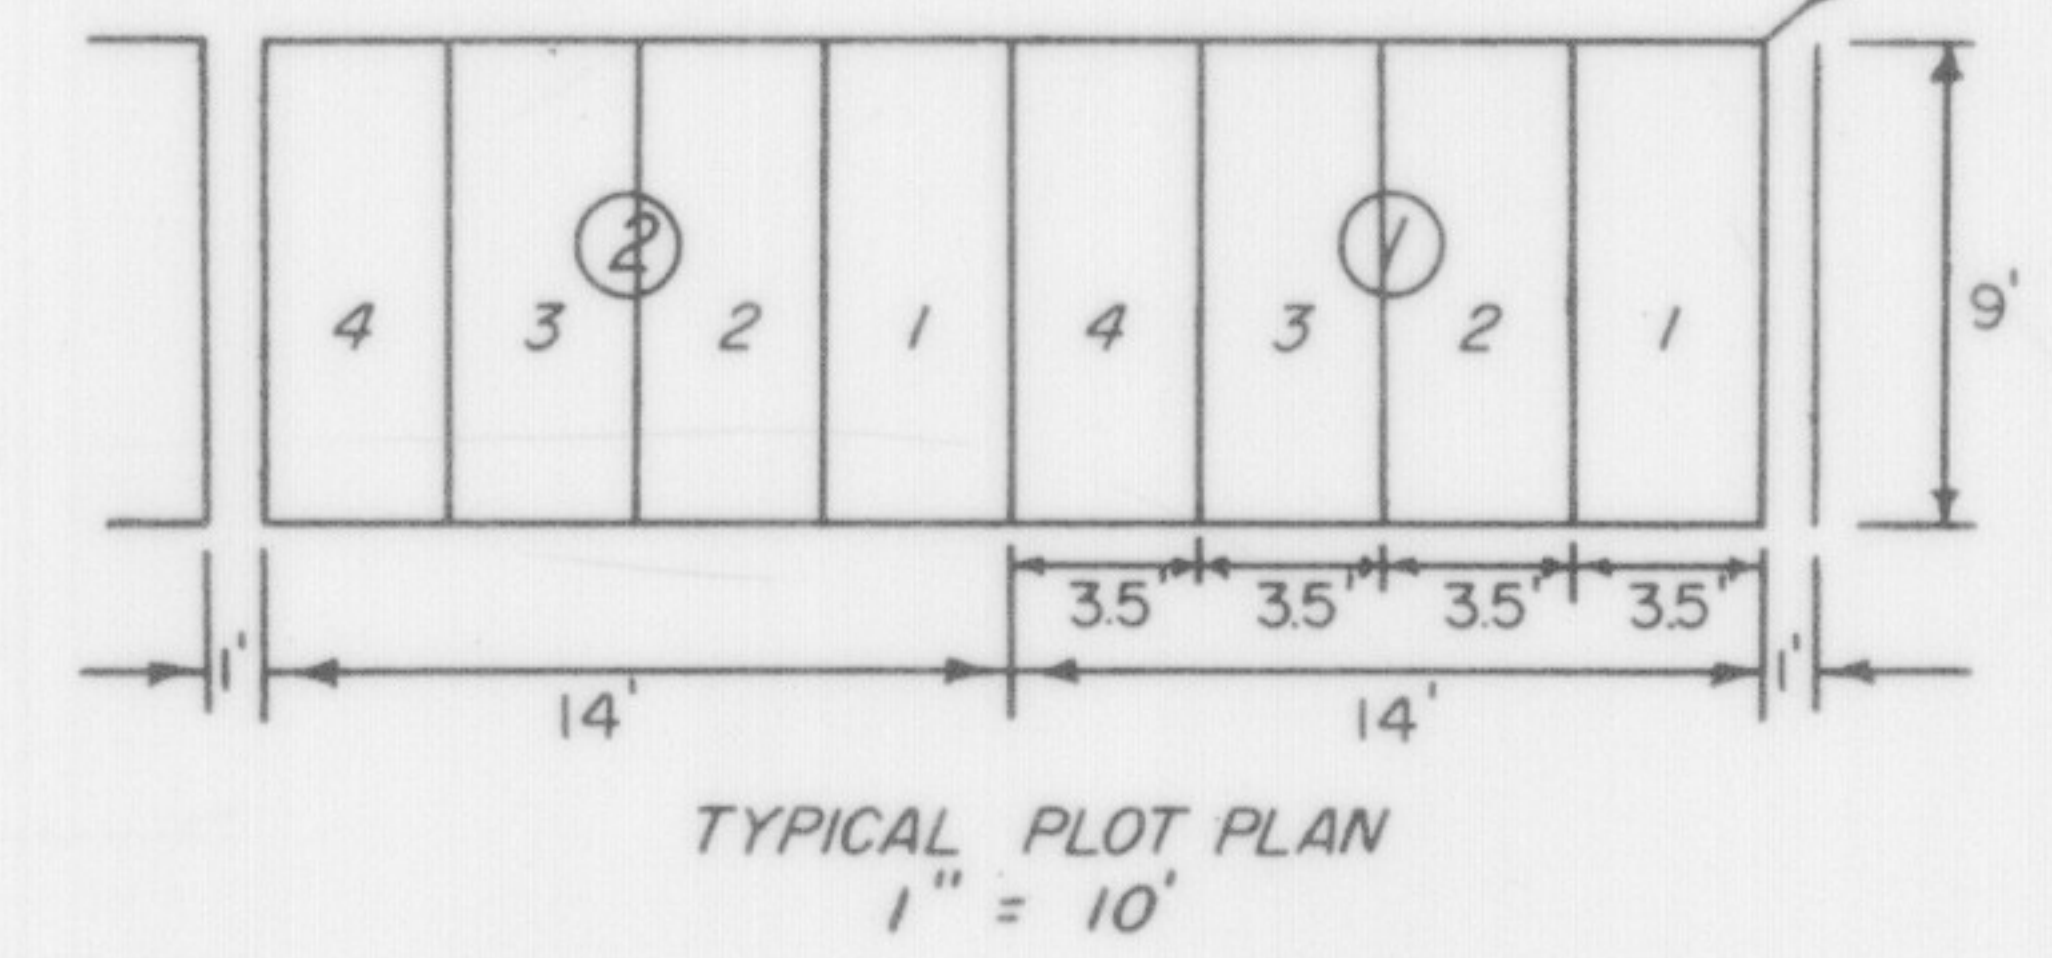 2 1
4 3 2 1 4 3 2 1
9'
3.5' 3.5' 3.5' 3.5'
1' 14' 14' 1'
TYPICAL PLOT PLAN
1" = 10'